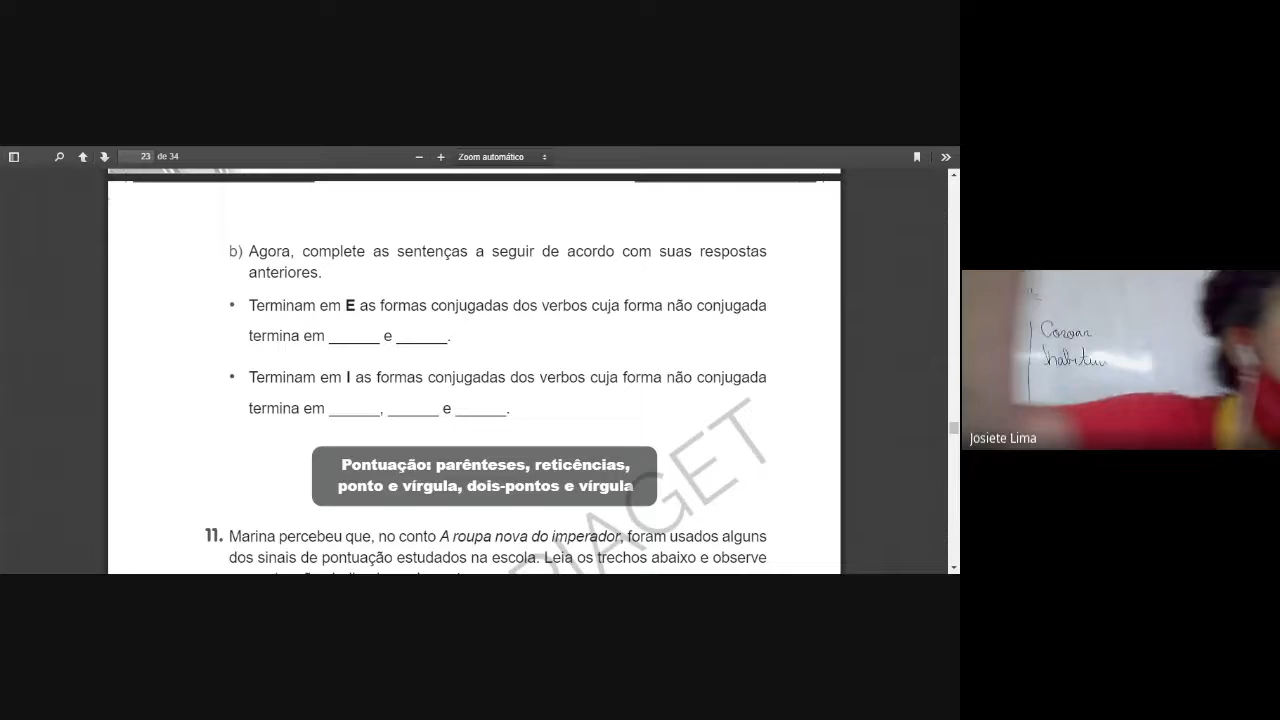 23 de 34
Zoom automático
b) Agora, complete as sentenças a seguir de acordo com suas respostas
anteriores.
• Terminam em E as formas conjugadas dos verbos cuja forma não conjugada
termina em ______ e ______.
• Terminam em I as formas conjugadas dos verbos cuja forma não conjugada
termina em ______, ______ e ______.
Pontuação: parênteses, reticências,
ponto e vírgula, dois-pontos e vírgula
11. Marina percebeu que, no conto A roupa nova do imperador, foram usados alguns
dos sinais de pontuação estudados na escola. Leia os trechos abaixo e observe
IAGET
Coroar
Josiete Lima